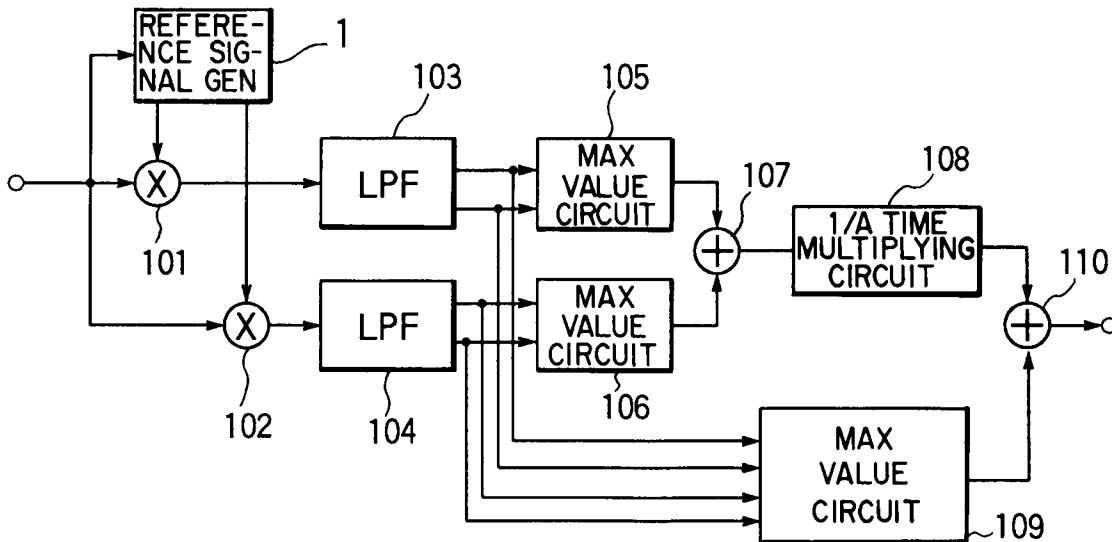 REFERE-
NCE SIG-
NAL GEN
1
103
105
LPF
MAX
VALUE
CIRCUIT
107
108
1/A TIME
MULTIPLYING
CIRCUIT
X
101
+
110
LPF
MAX
VALUE
CIRCUIT
X
+
102
104
106
MAX
VALUE
CIRCUIT
109